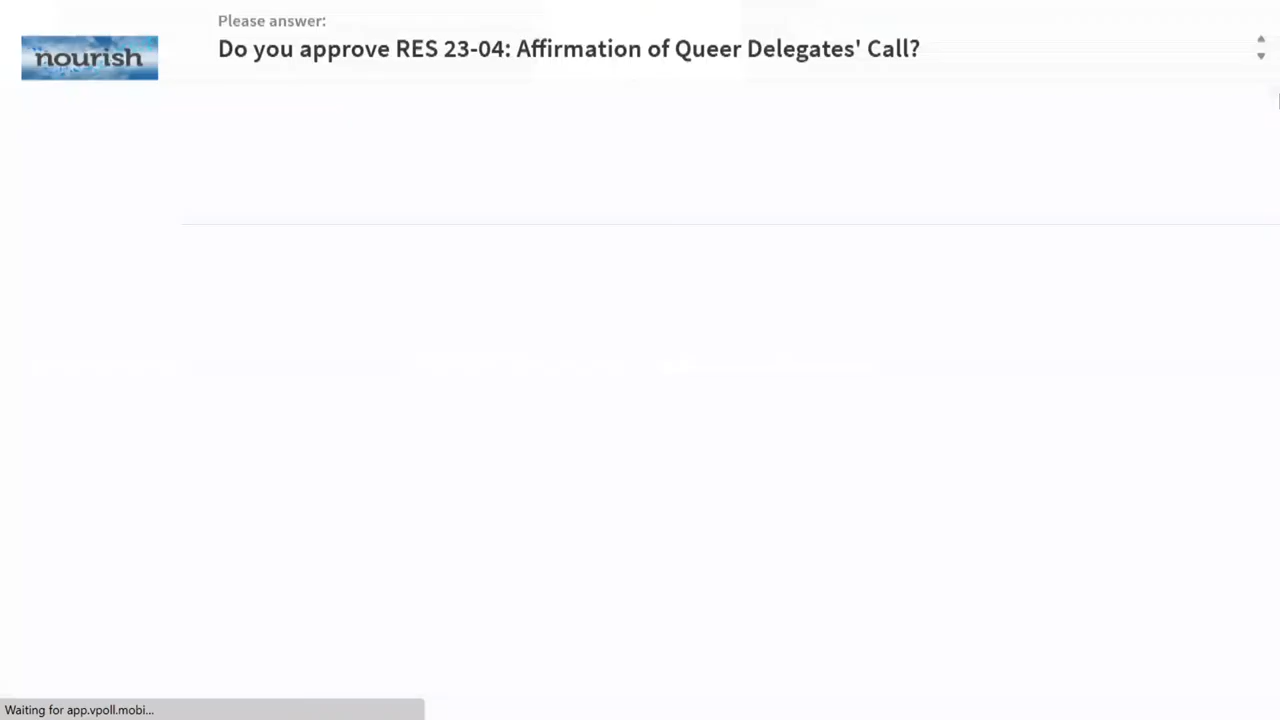 Please answer:
Do you approve RES 23-04: Affirmation of Queer Delegates' Call?
nourish
Waiting for app.vpoll.mobi...